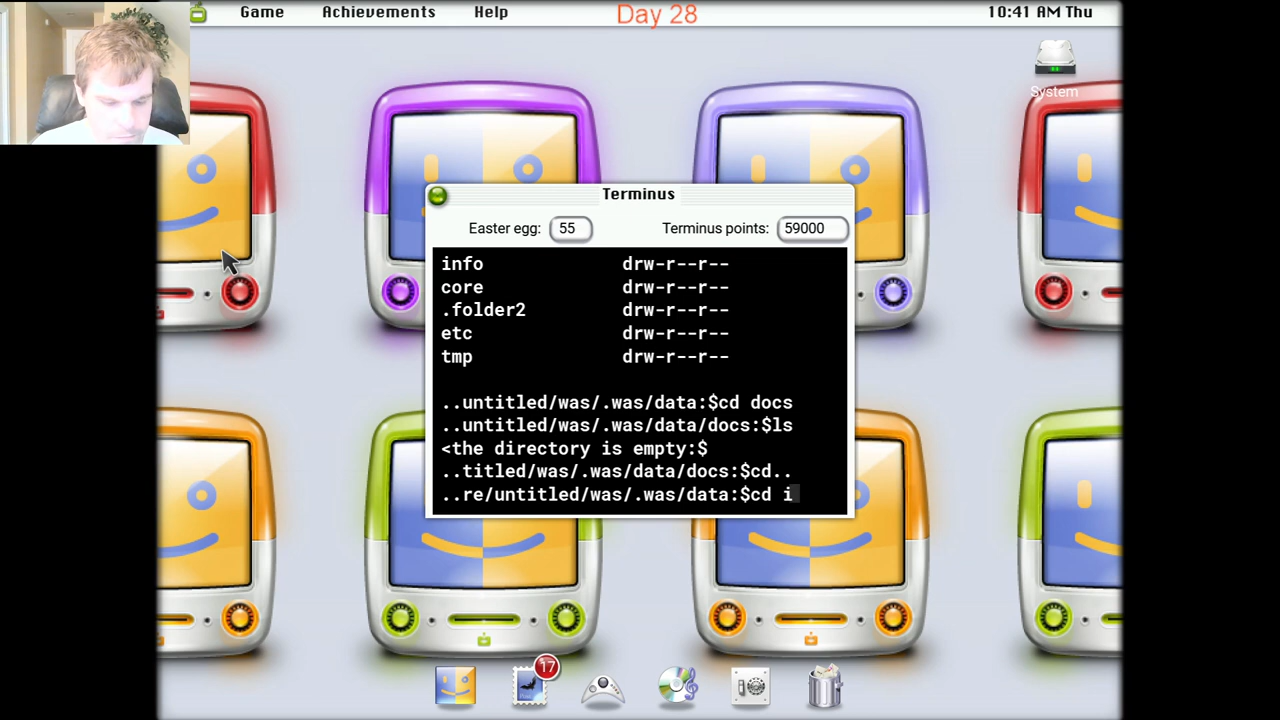 Game Achievements Help Day 28 10:41 AM Thu
System
Terminus
Easter egg: 55 Terminus points: 59000
info drw-r--r--
core drw-r--r--
.folder2 drw-r--r--
etc drw-r--r--
tmp drw-r--r--
..untitled/was/.was/data:$cd docs
..untitled/was/.was/data/docs:$ls
<the directory is empty:$
..titled/was/.was/data/docs:$cd..
..re/untitled/was/.was/data:$cd i
17